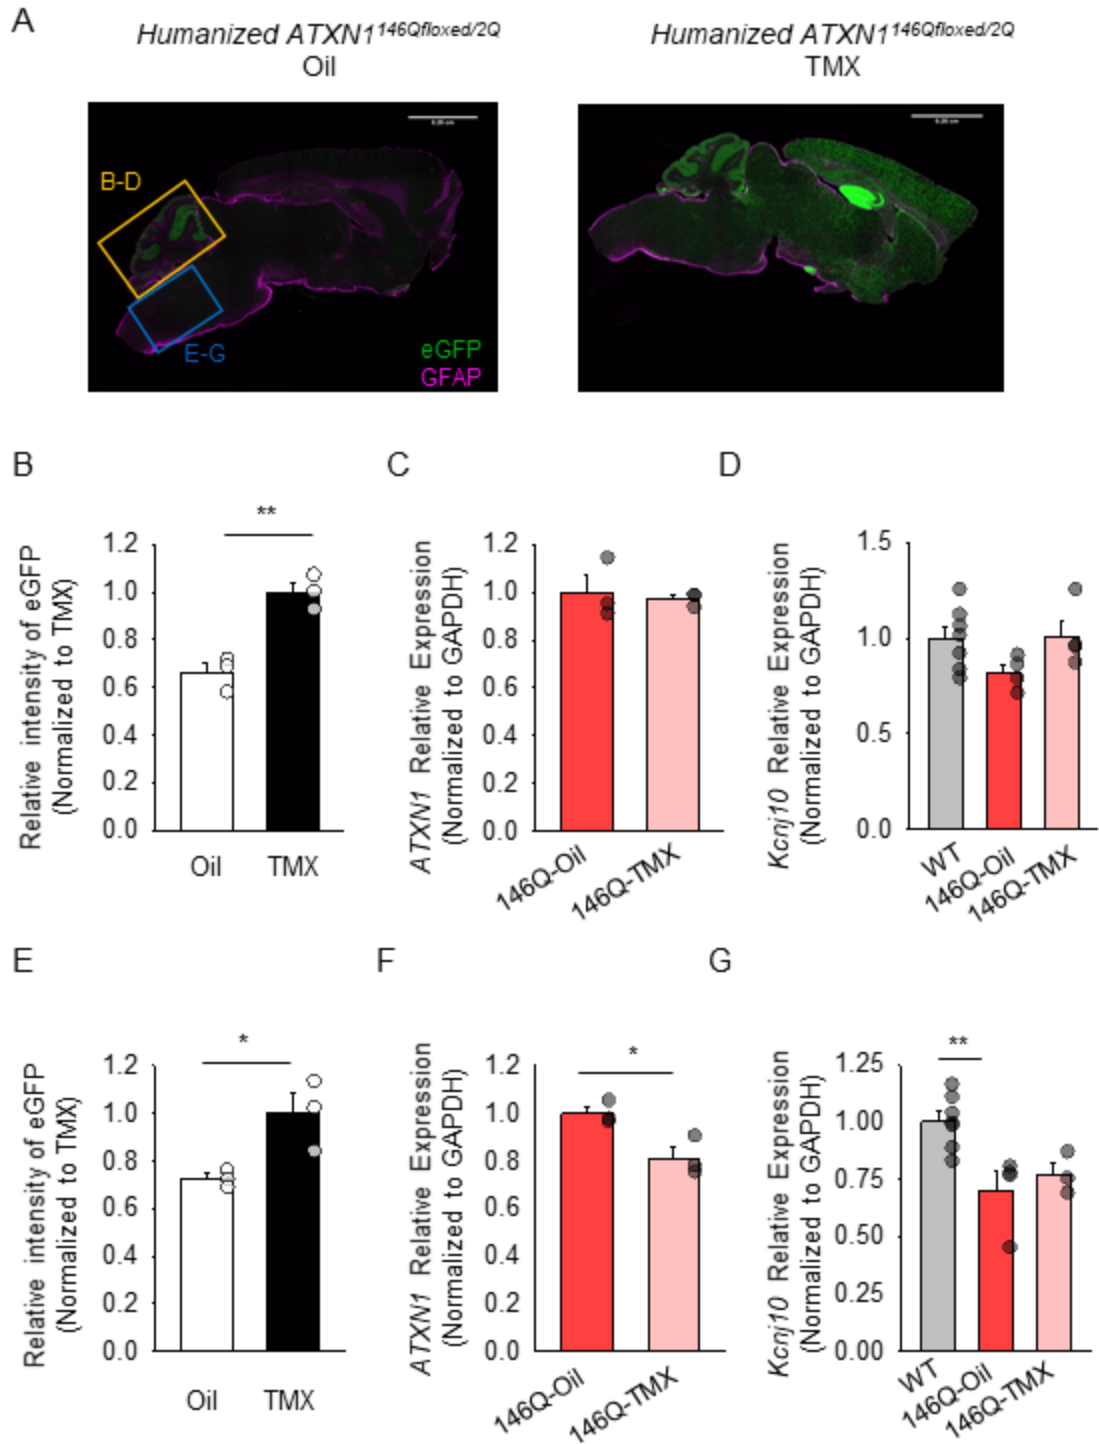 A
Humanized ATXN1146Qfloxed/2Q
Oil
Humanized ATXN1146Qfloxed/2Q
TMX
B-D
E-G
eGFP
GFAP
B
Relative intensity of eGFP
(Normalized to TMX)
**
1.2
1.0
0.8
0.6
0.4
0.2
0.0
Oil
TMX
C
ATXN1 Relative Expression
(Normalized to GAPDH)
1.2
1.0
0.8
0.6
0.4
0.2
0.0
146Q-Oil
146Q-TMX
D
Kcnj10 Relative Expression
(Normalized to GAPDH)
1.5
1.0
0.5
0.0
WT
146Q-Oil
146Q-TMX
E
Relative intensity of eGFP
(Normalized to TMX)
*
1.2
1.0
0.8
0.6
0.4
0.2
0.0
Oil
TMX
F
ATXN1 Relative Expression
(Normalized to GAPDH)
*
1.2
1.0
0.8
0.6
0.4
0.2
0.0
146Q-Oil
146Q-TMX
G
Kcnj10 Relative Expression
(Normalized to GAPDH)
**
1.25
1.00
0.75
0.50
0.25
0.00
WT
146Q-Oil
146Q-TMX